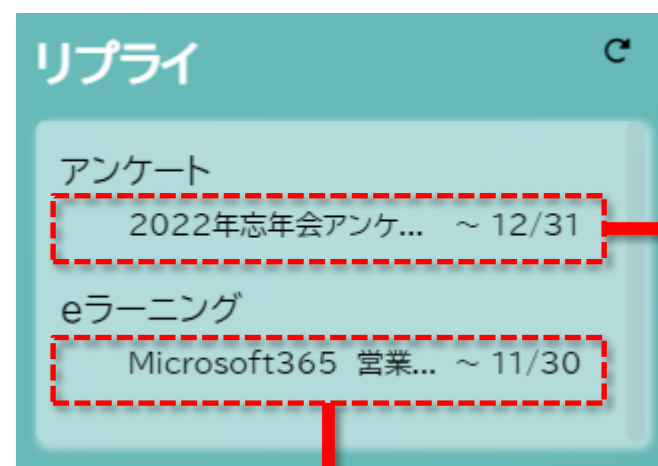 リプライ
アンケート
2022年忘年会アンケ... ～ 12/31
eラーニング
Microsoft365 営業... ～ 11/30